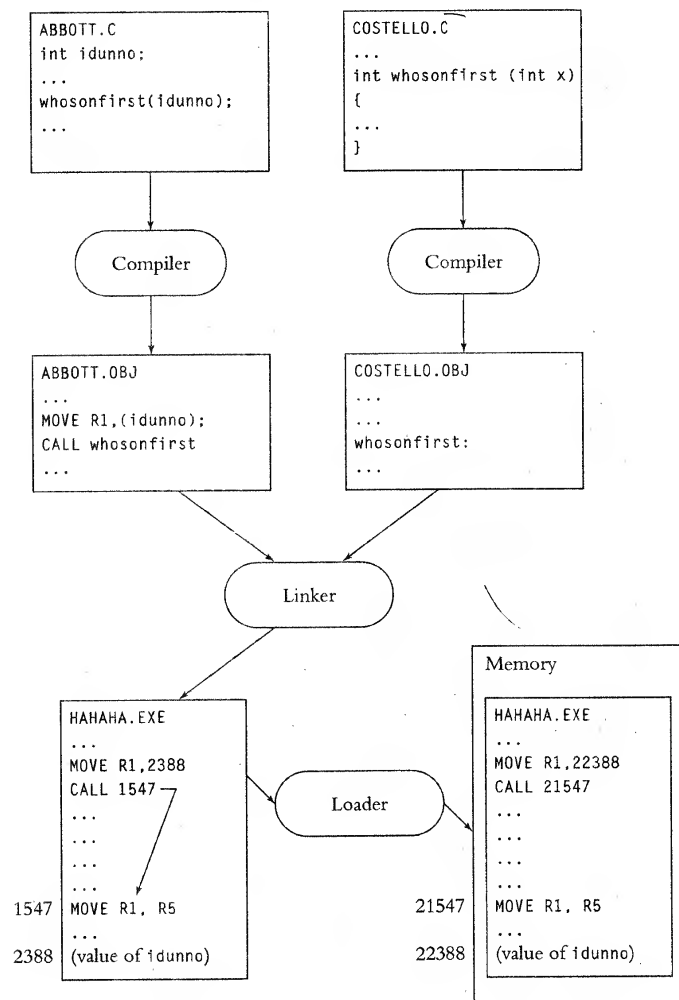 ABBOTT.C
int idunno;
...
whosonfirst(idunno);
...
COSTELLO.C
...
int whosonfirst (int x)
{
...
}
Compiler
Compiler
ABBOTT.OBJ
...
MOVE R1,(idunno);
CALL whosonfirst
...
COSTELLO.OBJ
...
...
whosonfirst:
...
Linker
HAHAHA.EXE
...
MOVE R1,2388
CALL 1547
...
...
...
...
1547 MOVE R1, R5
...
2388 (value of idunno)
Loader
Memory
HAHAHA.EXE
...
MOVE R1,22388
CALL 21547
...
...
...
...
21547 MOVE R1, R5
...
22388 (value of idunno)